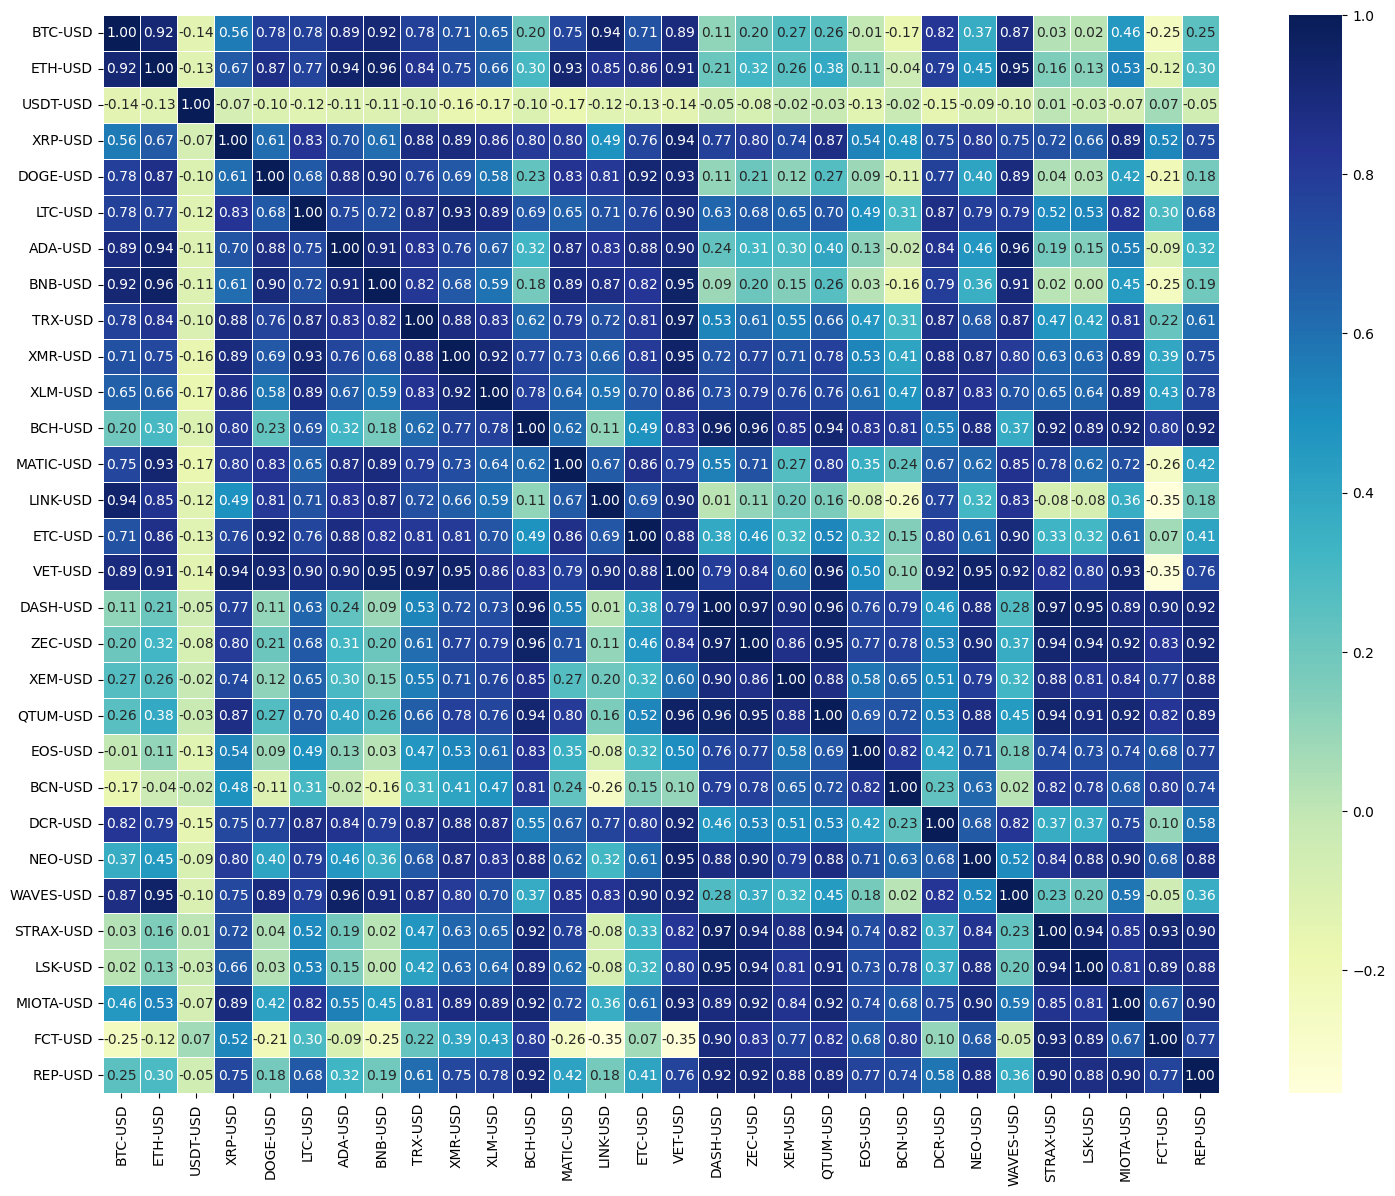 BTC-USD 1.00 0.92 -0.14 0.56 0.78 0.78 0.89 0.92 0.78 0.71 0.65 0.20 0.75 0.94 0.71 0.89 0.11 0.20 0.27 0.26 -0.01 -0.17 0.82 0.37 0.87 0.03 0.02 0.46 -0.25 0.25 1.0
ETH-USD 0.92 1.00 -0.13 0.67 0.87 0.77 0.94 0.96 0.84 0.75 0.66 0.30 0.93 0.85 0.86 0.91 0.21 0.32 0.26 0.38 0.11 -0.04 0.79 0.45 0.95 0.16 0.13 0.53 -0.12 0.30
USDT-USD -0.14 -0.13 1.00 -0.07 -0.10 -0.12 -0.11 -0.11 -0.10 -0.16 -0.17 -0.10 -0.17 -0.12 -0.13 -0.14 -0.05 -0.08 -0.02 -0.03 -0.13 -0.02 -0.15 -0.09 -0.10 0.01 -0.03 -0.07 0.07 -0.05
XRP-USD 0.56 0.67 -0.07 1.00 0.61 0.83 0.70 0.61 0.88 0.89 0.86 0.80 0.80 0.49 0.76 0.94 0.77 0.80 0.74 0.87 0.54 0.48 0.75 0.80 0.75 0.72 0.66 0.89 0.52 0.75
DOGE-USD 0.78 0.87 -0.10 0.61 1.00 0.68 0.88 0.90 0.76 0.69 0.58 0.23 0.83 0.81 0.92 0.93 0.11 0.21 0.12 0.27 0.09 -0.11 0.77 0.40 0.89 0.04 0.03 0.42 -0.21 0.18 0.8
LTC-USD 0.78 0.77 -0.12 0.83 0.68 1.00 0.75 0.72 0.87 0.93 0.89 0.69 0.65 0.71 0.76 0.90 0.63 0.68 0.65 0.70 0.49 0.31 0.87 0.79 0.79 0.52 0.53 0.82 0.30 0.68
ADA-USD 0.89 0.94 -0.11 0.70 0.88 0.75 1.00 0.91 0.83 0.76 0.67 0.32 0.87 0.83 0.88 0.90 0.24 0.31 0.30 0.40 0.13 -0.02 0.84 0.46 0.96 0.19 0.15 0.55 -0.09 0.32
BNB-USD 0.92 0.96 -0.11 0.61 0.90 0.72 0.91 1.00 0.82 0.68 0.59 0.18 0.89 0.87 0.82 0.95 0.09 0.20 0.15 0.26 0.03 -0.16 0.79 0.36 0.91 0.02 0.00 0.45 -0.25 0.19
TRX-USD 0.78 0.84 -0.10 0.88 0.76 0.87 0.83 0.82 1.00 0.88 0.83 0.62 0.79 0.72 0.81 0.97 0.53 0.61 0.55 0.66 0.47 0.31 0.87 0.68 0.87 0.47 0.42 0.81 0.22 0.61
XMR-USD 0.71 0.75 -0.16 0.89 0.69 0.93 0.76 0.68 0.88 1.00 0.92 0.77 0.73 0.66 0.81 0.95 0.72 0.77 0.71 0.78 0.53 0.41 0.88 0.87 0.80 0.63 0.63 0.89 0.39 0.75 0.6
XLM-USD 0.65 0.66 -0.17 0.86 0.58 0.89 0.67 0.59 0.83 0.92 1.00 0.78 0.64 0.59 0.70 0.86 0.73 0.79 0.76 0.76 0.61 0.47 0.87 0.83 0.70 0.65 0.64 0.89 0.43 0.78
BCH-USD 0.20 0.30 -0.10 0.80 0.23 0.69 0.32 0.18 0.62 0.77 0.78 1.00 0.62 0.11 0.49 0.83 0.96 0.96 0.85 0.94 0.83 0.81 0.55 0.88 0.37 0.92 0.89 0.92 0.80 0.92
MATIC-USD 0.75 0.93 -0.17 0.80 0.83 0.65 0.87 0.89 0.79 0.73 0.64 0.62 1.00 0.67 0.86 0.79 0.55 0.71 0.27 0.80 0.35 0.24 0.67 0.62 0.85 0.78 0.62 0.72 -0.26 0.42
LINK-USD 0.94 0.85 -0.12 0.49 0.81 0.71 0.83 0.87 0.72 0.66 0.59 0.11 0.67 1.00 0.69 0.90 0.01 0.11 0.20 0.16 -0.08 -0.26 0.77 0.32 0.83 -0.08 -0.08 0.36 -0.35 0.18 0.4
ETC-USD 0.71 0.86 -0.13 0.76 0.92 0.76 0.88 0.82 0.81 0.81 0.70 0.49 0.86 0.69 1.00 0.88 0.38 0.46 0.32 0.52 0.32 0.15 0.80 0.61 0.90 0.33 0.32 0.61 0.07 0.41
VET-USD 0.89 0.91 -0.14 0.94 0.93 0.90 0.90 0.95 0.97 0.95 0.86 0.83 0.79 0.90 0.88 1.00 0.79 0.84 0.60 0.96 0.50 0.10 0.92 0.95 0.92 0.82 0.80 0.93 -0.35 0.76
DASH-USD 0.11 0.21 -0.05 0.77 0.11 0.63 0.24 0.09 0.53 0.72 0.73 0.96 0.55 0.01 0.38 0.79 1.00 0.97 0.90 0.96 0.76 0.79 0.46 0.88 0.28 0.97 0.95 0.89 0.90 0.92
ZEC-USD 0.20 0.32 -0.08 0.80 0.21 0.68 0.31 0.20 0.61 0.77 0.79 0.96 0.71 0.11 0.46 0.84 0.97 1.00 0.86 0.95 0.77 0.78 0.53 0.90 0.37 0.94 0.94 0.92 0.83 0.92 0.2
XEM-USD 0.27 0.26 -0.02 0.74 0.12 0.65 0.30 0.15 0.55 0.71 0.76 0.85 0.27 0.20 0.32 0.60 0.90 0.86 1.00 0.88 0.58 0.65 0.51 0.79 0.32 0.88 0.81 0.84 0.77 0.88
QTUM-USD 0.26 0.38 -0.03 0.87 0.27 0.70 0.40 0.26 0.66 0.78 0.76 0.94 0.80 0.16 0.52 0.96 0.96 0.95 0.88 1.00 0.69 0.72 0.53 0.88 0.45 0.94 0.91 0.92 0.82 0.89
EOS-USD -0.01 0.11 -0.13 0.54 0.09 0.49 0.13 0.03 0.47 0.53 0.61 0.83 0.35 -0.08 0.32 0.50 0.76 0.77 0.58 0.69 1.00 0.82 0.42 0.71 0.18 0.74 0.73 0.74 0.68 0.77
BCN-USD -0.17 -0.04 -0.02 0.48 -0.11 0.31 -0.02 -0.16 0.31 0.41 0.47 0.81 0.24 -0.26 0.15 0.10 0.79 0.78 0.65 0.72 0.82 1.00 0.23 0.63 0.02 0.82 0.78 0.68 0.80 0.74
DCR-USD 0.82 0.79 -0.15 0.75 0.77 0.87 0.84 0.79 0.87 0.88 0.87 0.55 0.67 0.77 0.80 0.92 0.46 0.53 0.51 0.53 0.42 0.23 1.00 0.68 0.82 0.37 0.37 0.75 0.10 0.58 0.0
NEO-USD 0.37 0.45 -0.09 0.80 0.40 0.79 0.46 0.36 0.68 0.87 0.83 0.88 0.62 0.32 0.61 0.95 0.88 0.90 0.79 0.88 0.71 0.63 0.68 1.00 0.52 0.84 0.88 0.90 0.68 0.88
WAVES-USD 0.87 0.95 -0.10 0.75 0.89 0.79 0.96 0.91 0.87 0.80 0.70 0.37 0.85 0.83 0.90 0.92 0.28 0.37 0.32 0.45 0.18 0.02 0.82 0.52 1.00 0.23 0.20 0.59 -0.05 0.36
STRAX-USD 0.03 0.16 0.01 0.72 0.04 0.52 0.19 0.02 0.47 0.63 0.65 0.92 0.78 -0.08 0.33 0.82 0.97 0.94 0.88 0.94 0.74 0.82 0.37 0.84 0.23 1.00 0.94 0.85 0.93 0.90
LSK-USD 0.02 0.13 -0.03 0.66 0.03 0.53 0.15 0.00 0.42 0.63 0.64 0.89 0.62 -0.08 0.32 0.80 0.95 0.94 0.81 0.91 0.73 0.78 0.37 0.88 0.20 0.94 1.00 0.81 0.89 0.88 −0.2
MIOTA-USD 0.46 0.53 -0.07 0.89 0.42 0.82 0.55 0.45 0.81 0.89 0.89 0.92 0.72 0.36 0.61 0.93 0.89 0.92 0.84 0.92 0.74 0.68 0.75 0.90 0.59 0.85 0.81 1.00 0.67 0.90
FCT-USD -0.25 -0.12 0.07 0.52 -0.21 0.30 -0.09 -0.25 0.22 0.39 0.43 0.80 -0.26 -0.35 0.07 -0.35 0.90 0.83 0.77 0.82 0.68 0.80 0.10 0.68 -0.05 0.93 0.89 0.67 1.00 0.77
REP-USD 0.25 0.30 -0.05 0.75 0.18 0.68 0.32 0.19 0.61 0.75 0.78 0.92 0.42 0.18 0.41 0.76 0.92 0.92 0.88 0.89 0.77 0.74 0.58 0.88 0.36 0.90 0.88 0.90 0.77 1.00
BTC-USD ETH-USD USDT-USD XRP-USD DOGE-USD LTC-USD ADA-USD BNB-USD TRX-USD XMR-USD XLM-USD BCH-USD MATIC-USD LINK-USD ETC-USD VET-USD DASH-USD ZEC-USD XEM-USD QTUM-USD EOS-USD BCN-USD DCR-USD NEO-USD WAVES-USD STRAX-USD LSK-USD MIOTA-USD FCT-USD REP-USD